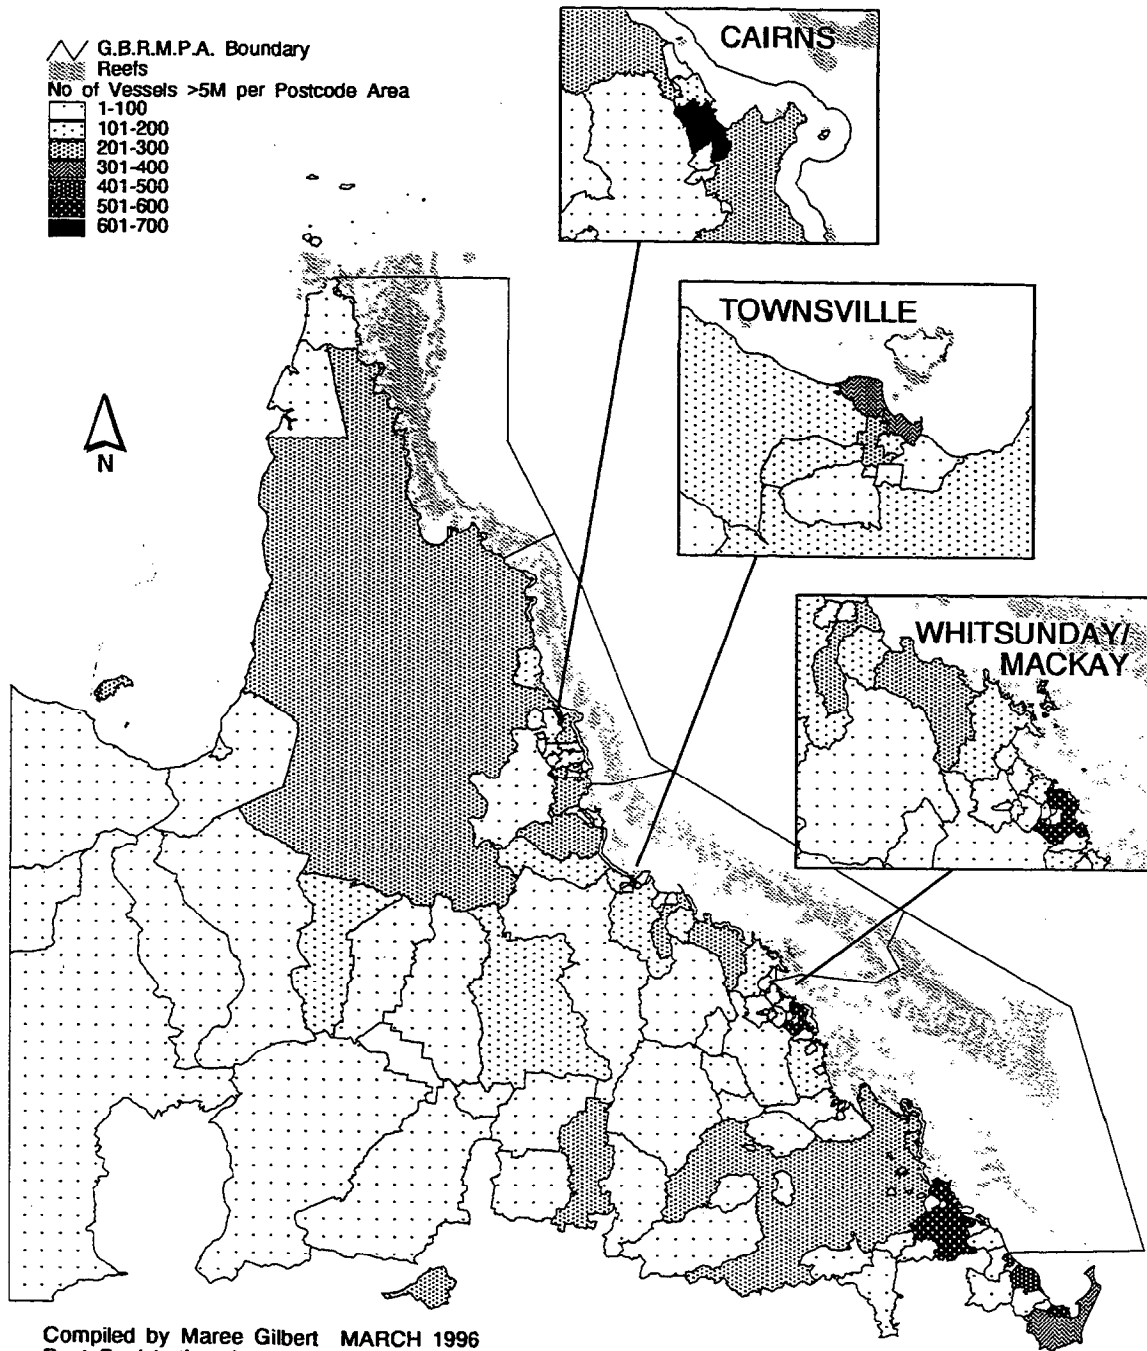 G.B.R.M.P.A. Boundary
Reefs
No of Vessels >5M per Postcode Area
1-100
101-200
201-300
301-400
401-500
501-600
601-700
CAIRNS
TOWNSVILLE
WHITSUNDAY/
MACKAY
N
Compiled by Maree Gilbert MARCH 1996